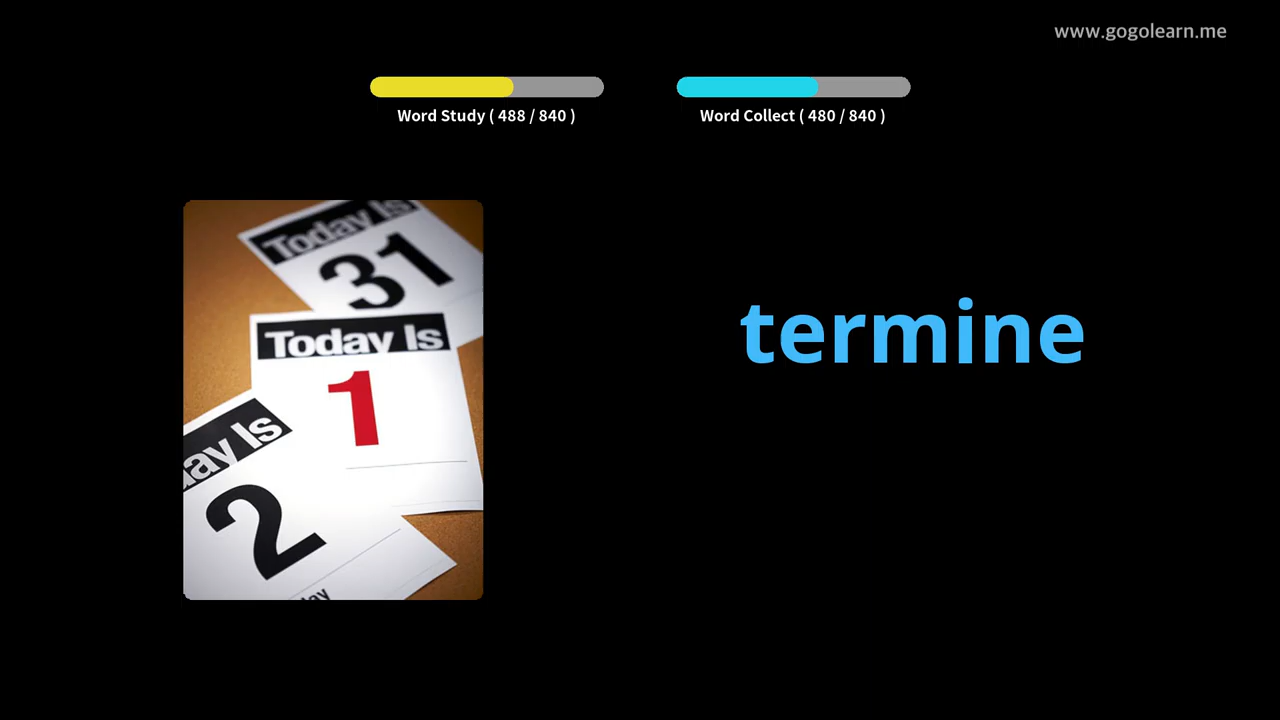 www.gogolearn.me
Word Study ( 488 / 840 )
Word Collect ( 480 / 840 )
Today Is
31
Today Is
1
termine
day Is
2